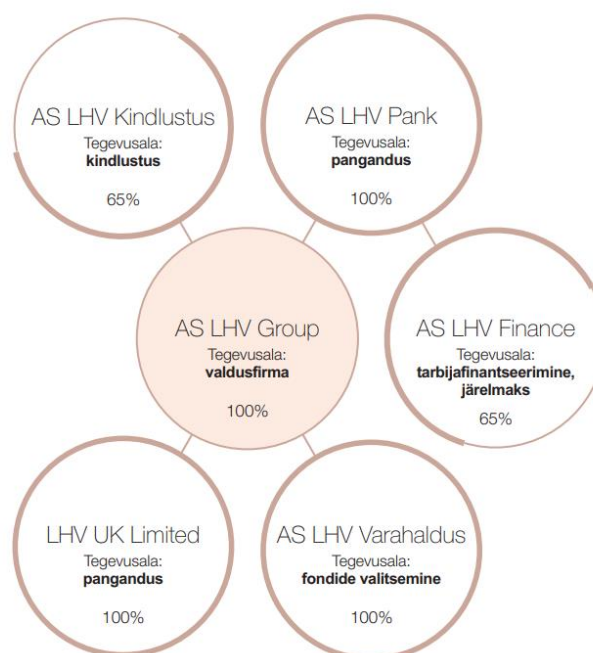 AS LHV Kindlustus
Tegevusala:
kindlustus
65%
AS LHV Pank
Tegevusala:
pangandus
100%
AS LHV Group
Tegevusala:
valdusfirma
100%
AS LHV Finance
Tegevusala:
tarbijafinantseerimine,
järelmaks
65%
LHV UK Limited
Tegevusala:
pangandus
100%
AS LHV Varahaldus
Tegevusala:
fondide valitsemine
100%